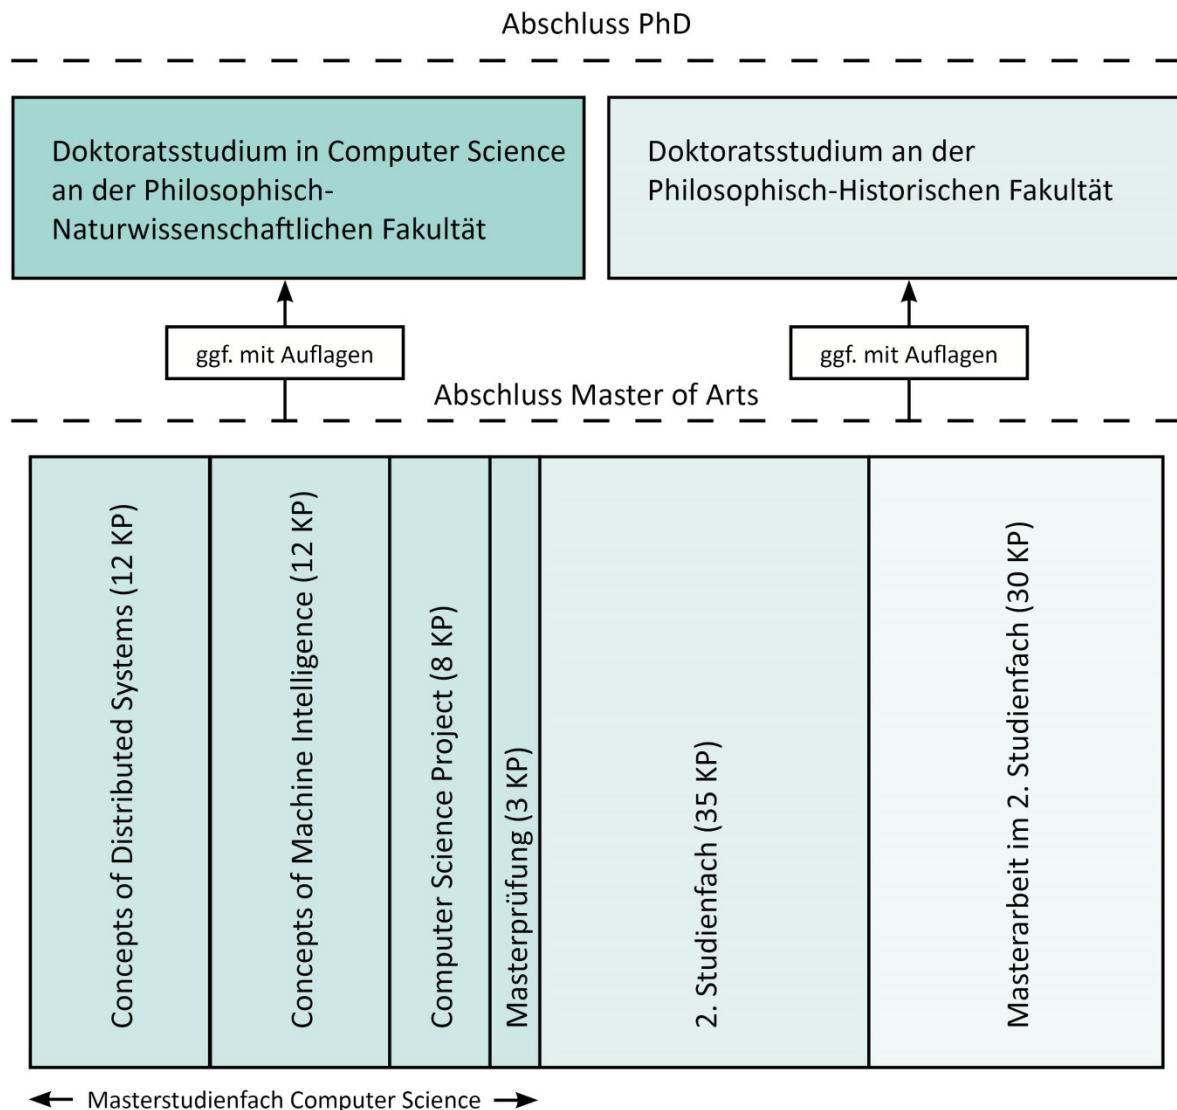 Abschluss PhD
Doktoratsstudium in Computer Science
an der Philosophisch-
Naturwissenschaftlichen Fakultät
Doktoratsstudium an der
Philosophisch-Historischen Fakultät
ggf. mit Auflagen
ggf. mit Auflagen
Abschluss Master of Arts
Concepts of Distributed Systems (12 KP)
Concepts of Machine Intelligence (12 KP)
Computer Science Project (8 KP)
Masterprüfung (3 KP)
2. Studienfach (35 KP)
Masterarbeit im 2. Studienfach (30 KP)
Masterstudienfach Computer Science